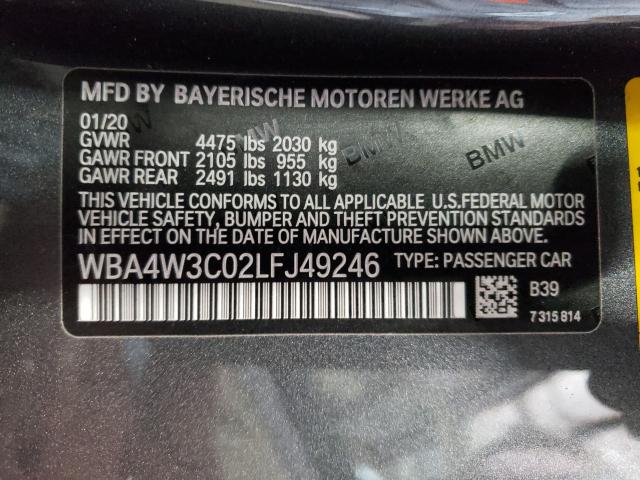 MFD BY BAYERISCHE MOTOREN WERKE AG
01/20
GVWR 4475 lbs 2030 kg
GAWR FRONT 2105 lbs 955 kg
GAWR REAR 2491 lbs 1130 kg
THIS VEHICLE CONFORMS TO ALL APPLICABLE U.S.FEDERAL MOTOR
VEHICLE SAFETY, BUMPER AND THEFT PREVENTION STANDARDS
IN EFFECT ON THE DATE OF MANUFACTURE SHOWN ABOVE.
WBA4W3C02LFJ49246 TYPE: PASSENGER CAR
B39
7 315 814
BMW
BMW